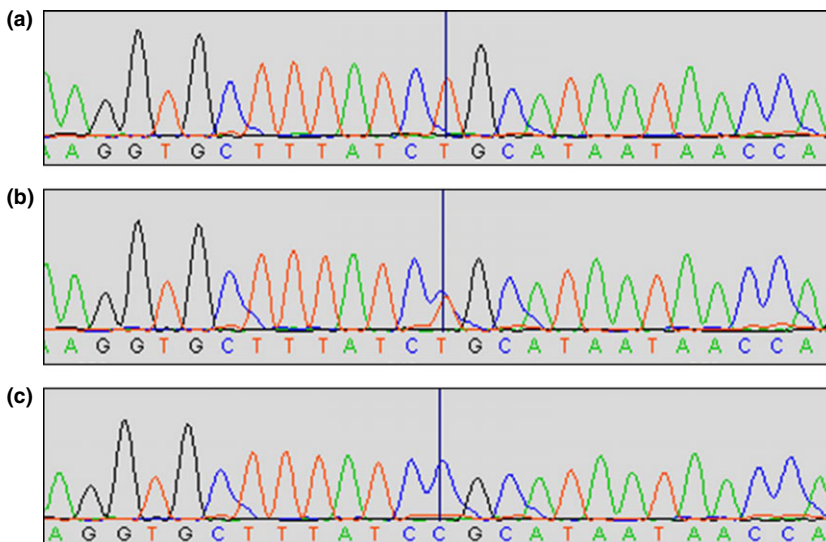 (a)
A A G G T G C T T T A T C T G C A T A A T A A C C A
(b)
A A G G T G C T T T A T C T G C A T A A T A A C C A
(c)
A G G T G C T T T A T C C G C A T A A T A A C C A